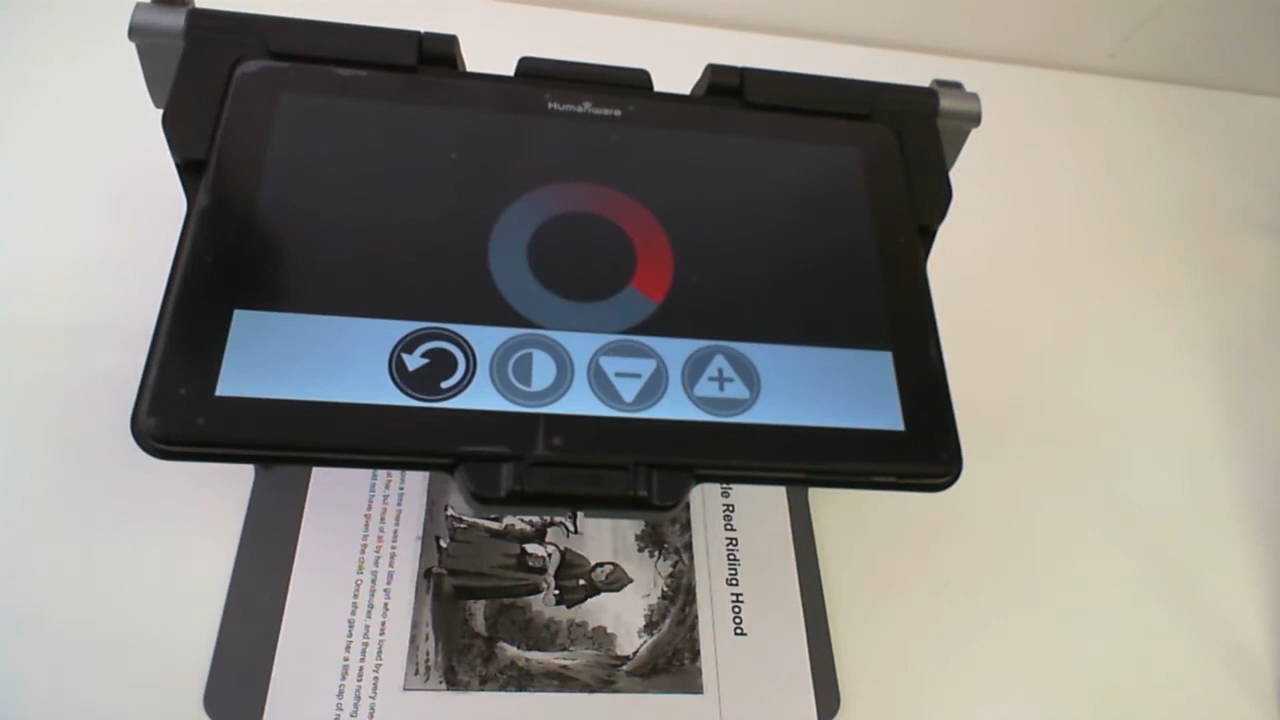 HumanWare
le Red Riding Hood
on a time there was a dear little girl who was loved by every one
at her, but most of all by her grandmother, and there was nothing
uld not have given to the child. Once she gave her a little cap of r